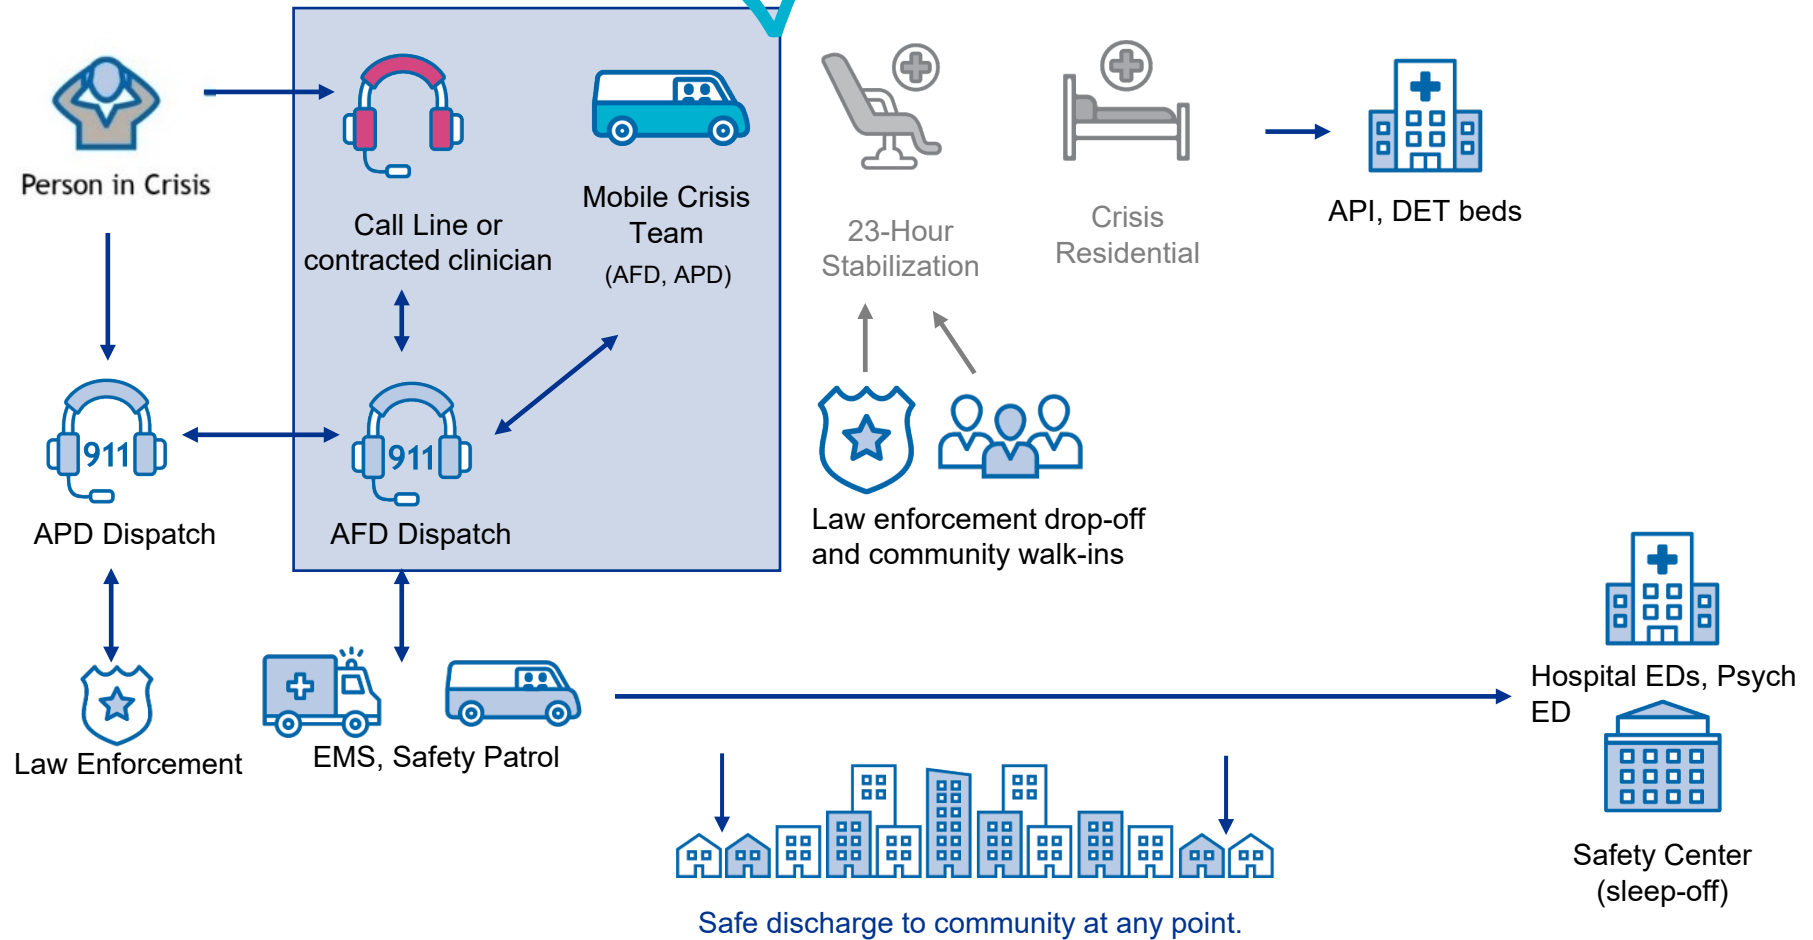 Person in Crisis
Call Line or
contracted clinician
Mobile Crisis
Team
(AFD, APD)
23-Hour
Stabilization
Crisis
Residential
API, DET beds
911
APD Dispatch
911
AFD Dispatch
Law enforcement drop-off
and community walk-ins
Law Enforcement
EMS, Safety Patrol
Hospital EDs, Psych
ED
Safety Center
(sleep-off)
Safe discharge to community at any point.